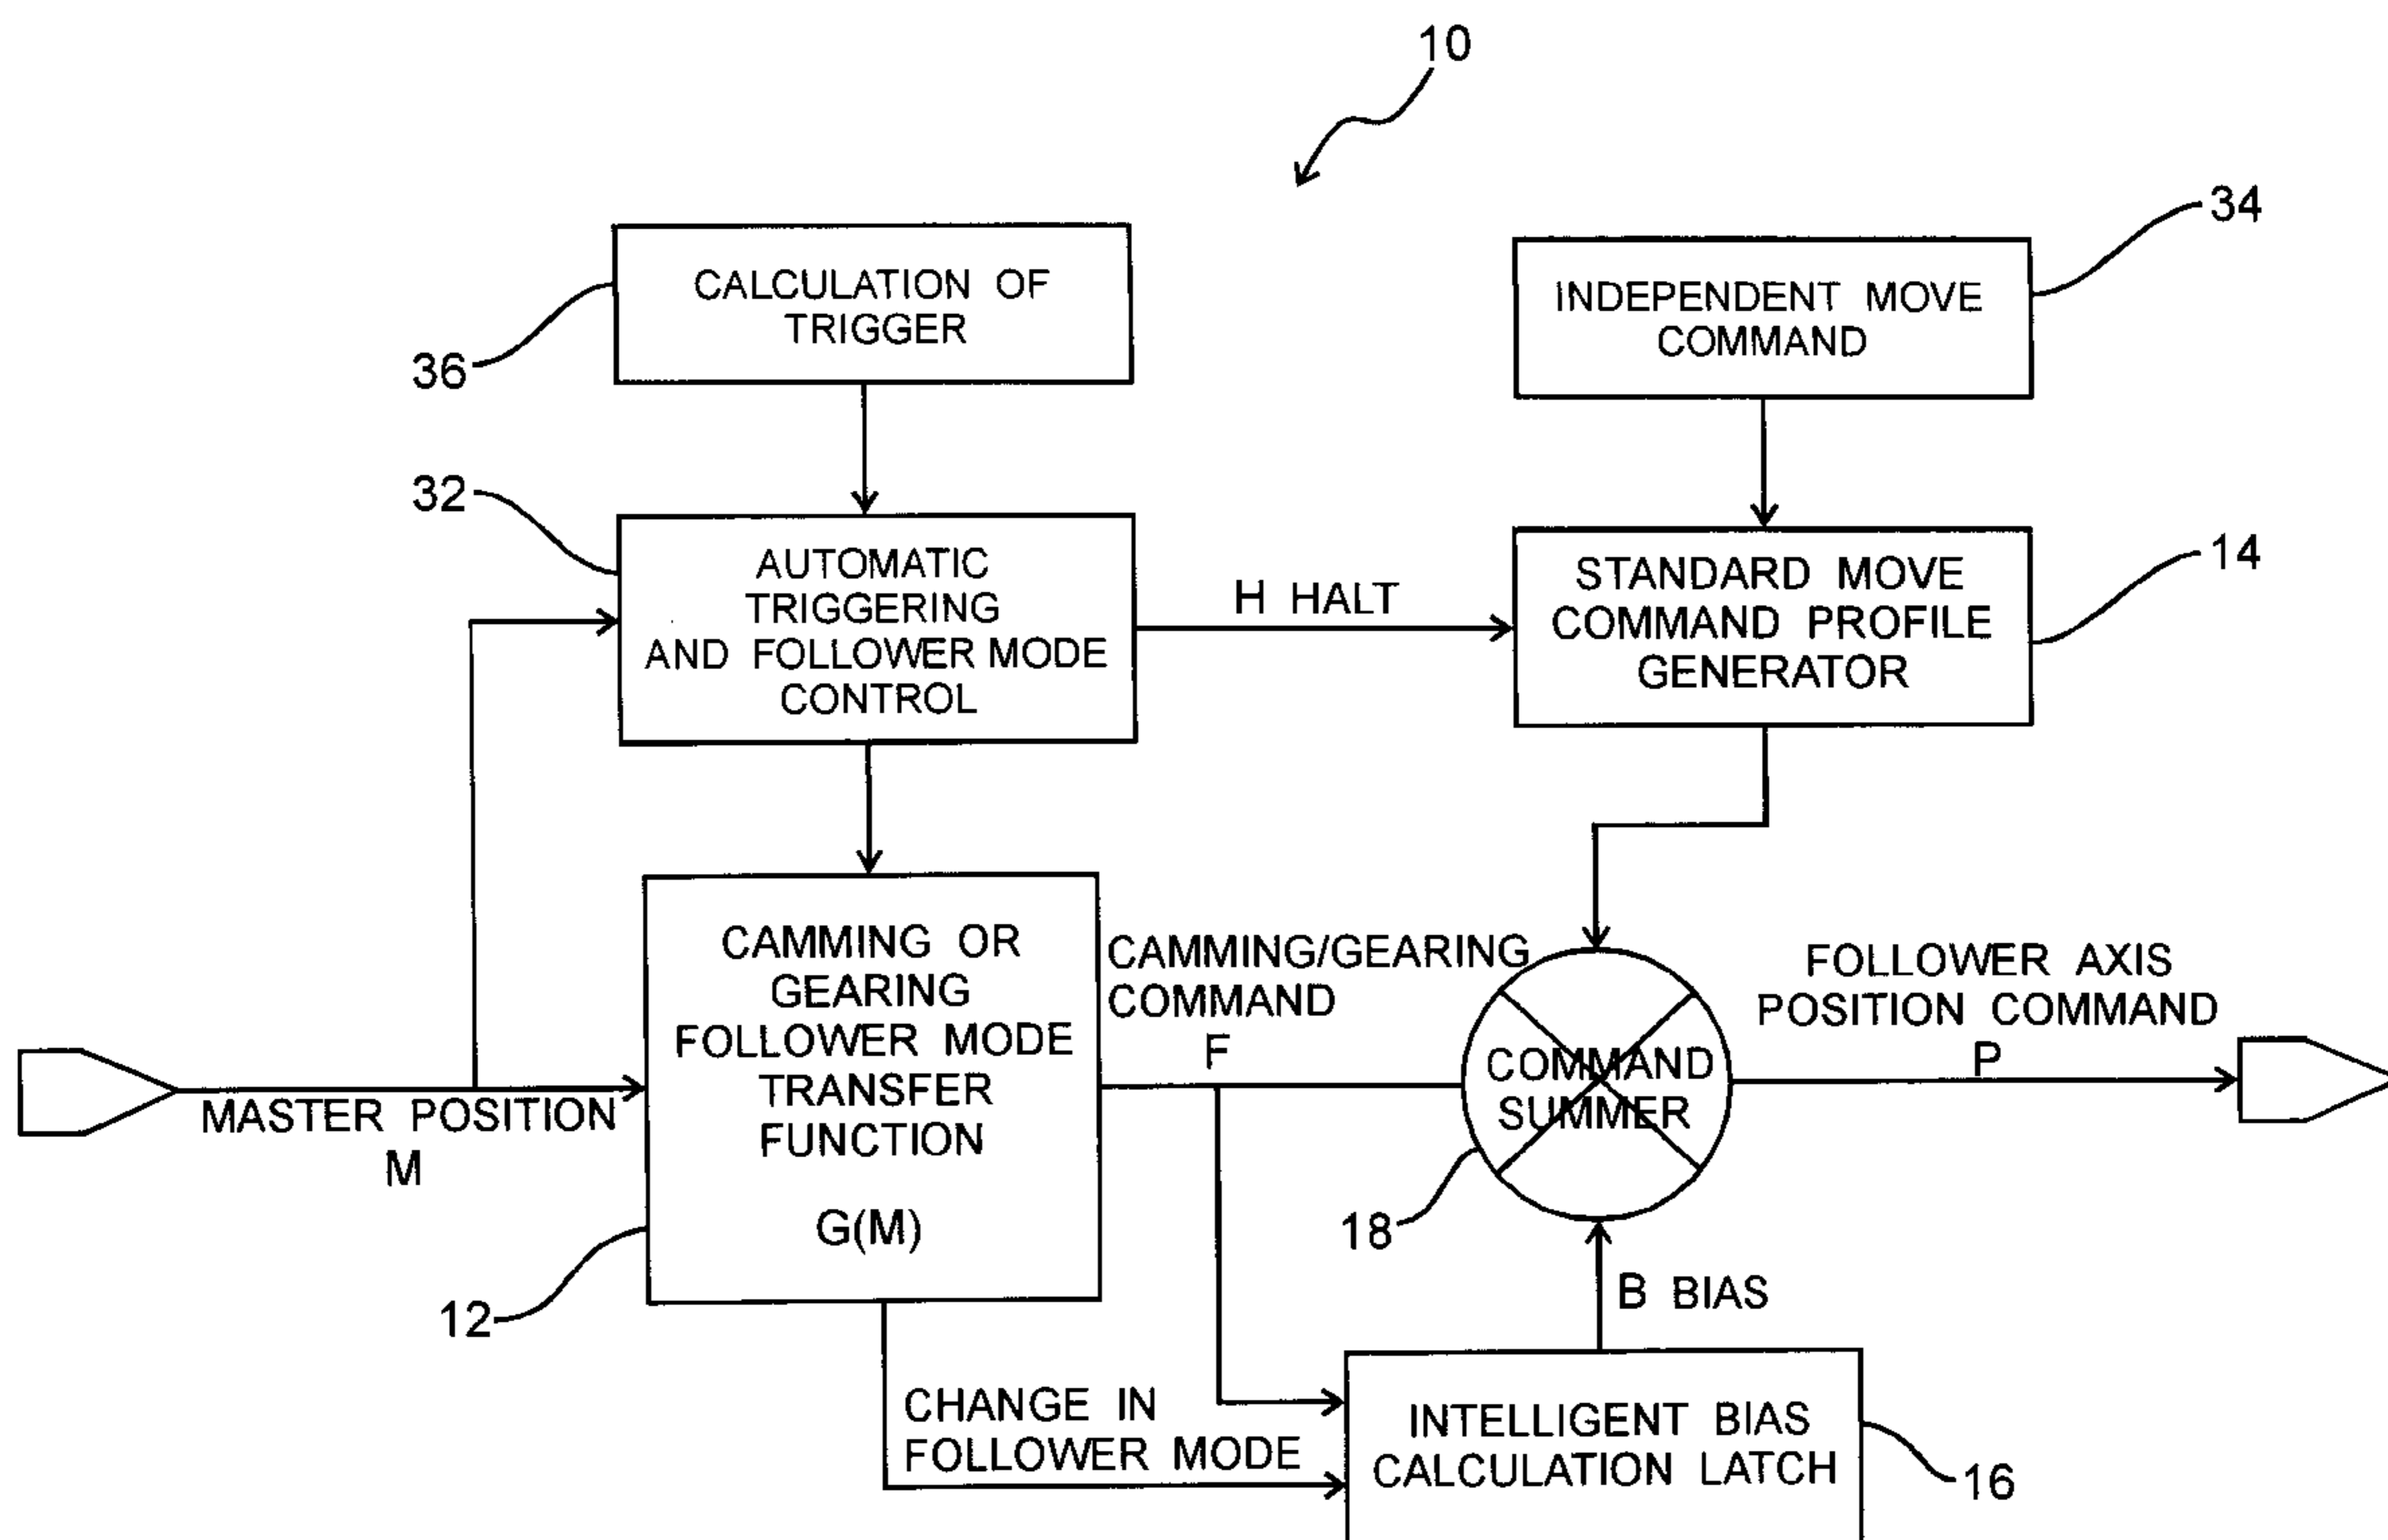 10
34
CALCULATION OF
TRIGGER
INDEPENDENT MOVE
COMMAND
36
32
AUTOMATIC
TRIGGERING
AND FOLLOWER MODE
CONTROL
H HALT
STANDARD MOVE
COMMAND PROFILE
GENERATOR
14
CAMMING OR
GEARING
FOLLOWER MODE
TRANSFER
FUNCTION
G(M)
CAMMING/GEARING
COMMAND
F
COMMAND
SUMMER
FOLLOWER AXIS
POSITION COMMAND
P
MASTER POSITION
M
18
12
B BIAS
CHANGE IN
FOLLOWER MODE
INTELLIGENT BIAS
CALCULATION LATCH
16